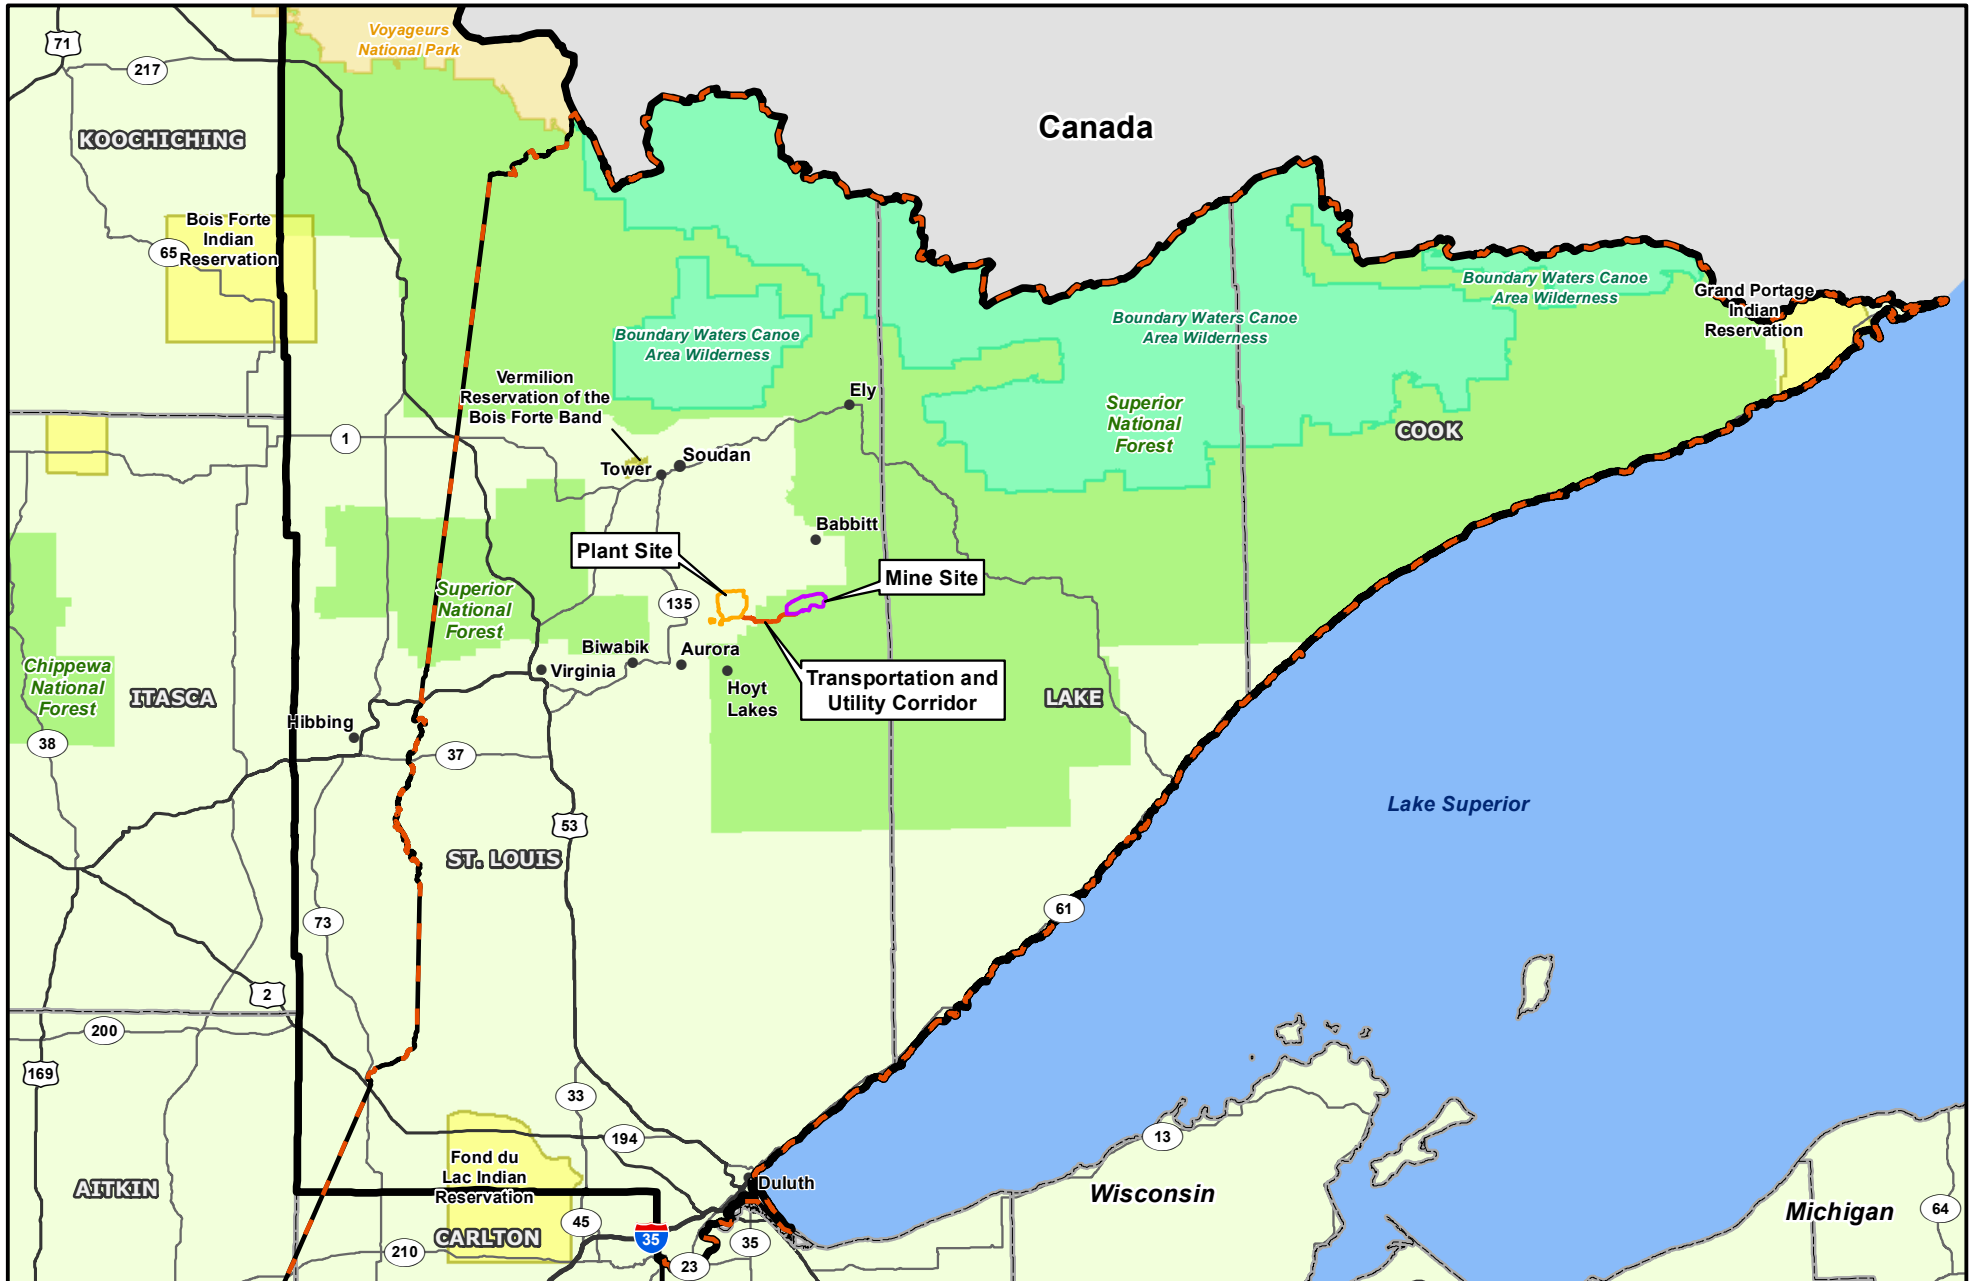 Voyageurs
National Park
71
217
Canada
KOOCHICHING
Bois Forte
Indian
Reservation
65
Boundary Waters Canoe
Area Wilderness
Grand Portage
Indian
Reservation
Boundary Waters Canoe
Area Wilderness
Boundary Waters Canoe
Area Wilderness
Vermilion
Reservation of the
Bois Forte Band
Ely
Superior
National
Forest
COOK
1
Soudan
Tower
Babbitt
Plant Site
Mine Site
Superior
National
Forest
135
Biwabik
Aurora
Virginia
Hoyt
Lakes
Transportation and
Utility Corridor
LAKE
Chippewa
National
Forest
ITASCA
Hibbing
38
37
Lake Superior
53
ST. LOUIS
73
61
2
200
169
33
194
13
Fond du
Lac Indian
Reservation
Duluth
AITKIN
Wisconsin
Michigan
64
45
CARLTON
35
35
210
23